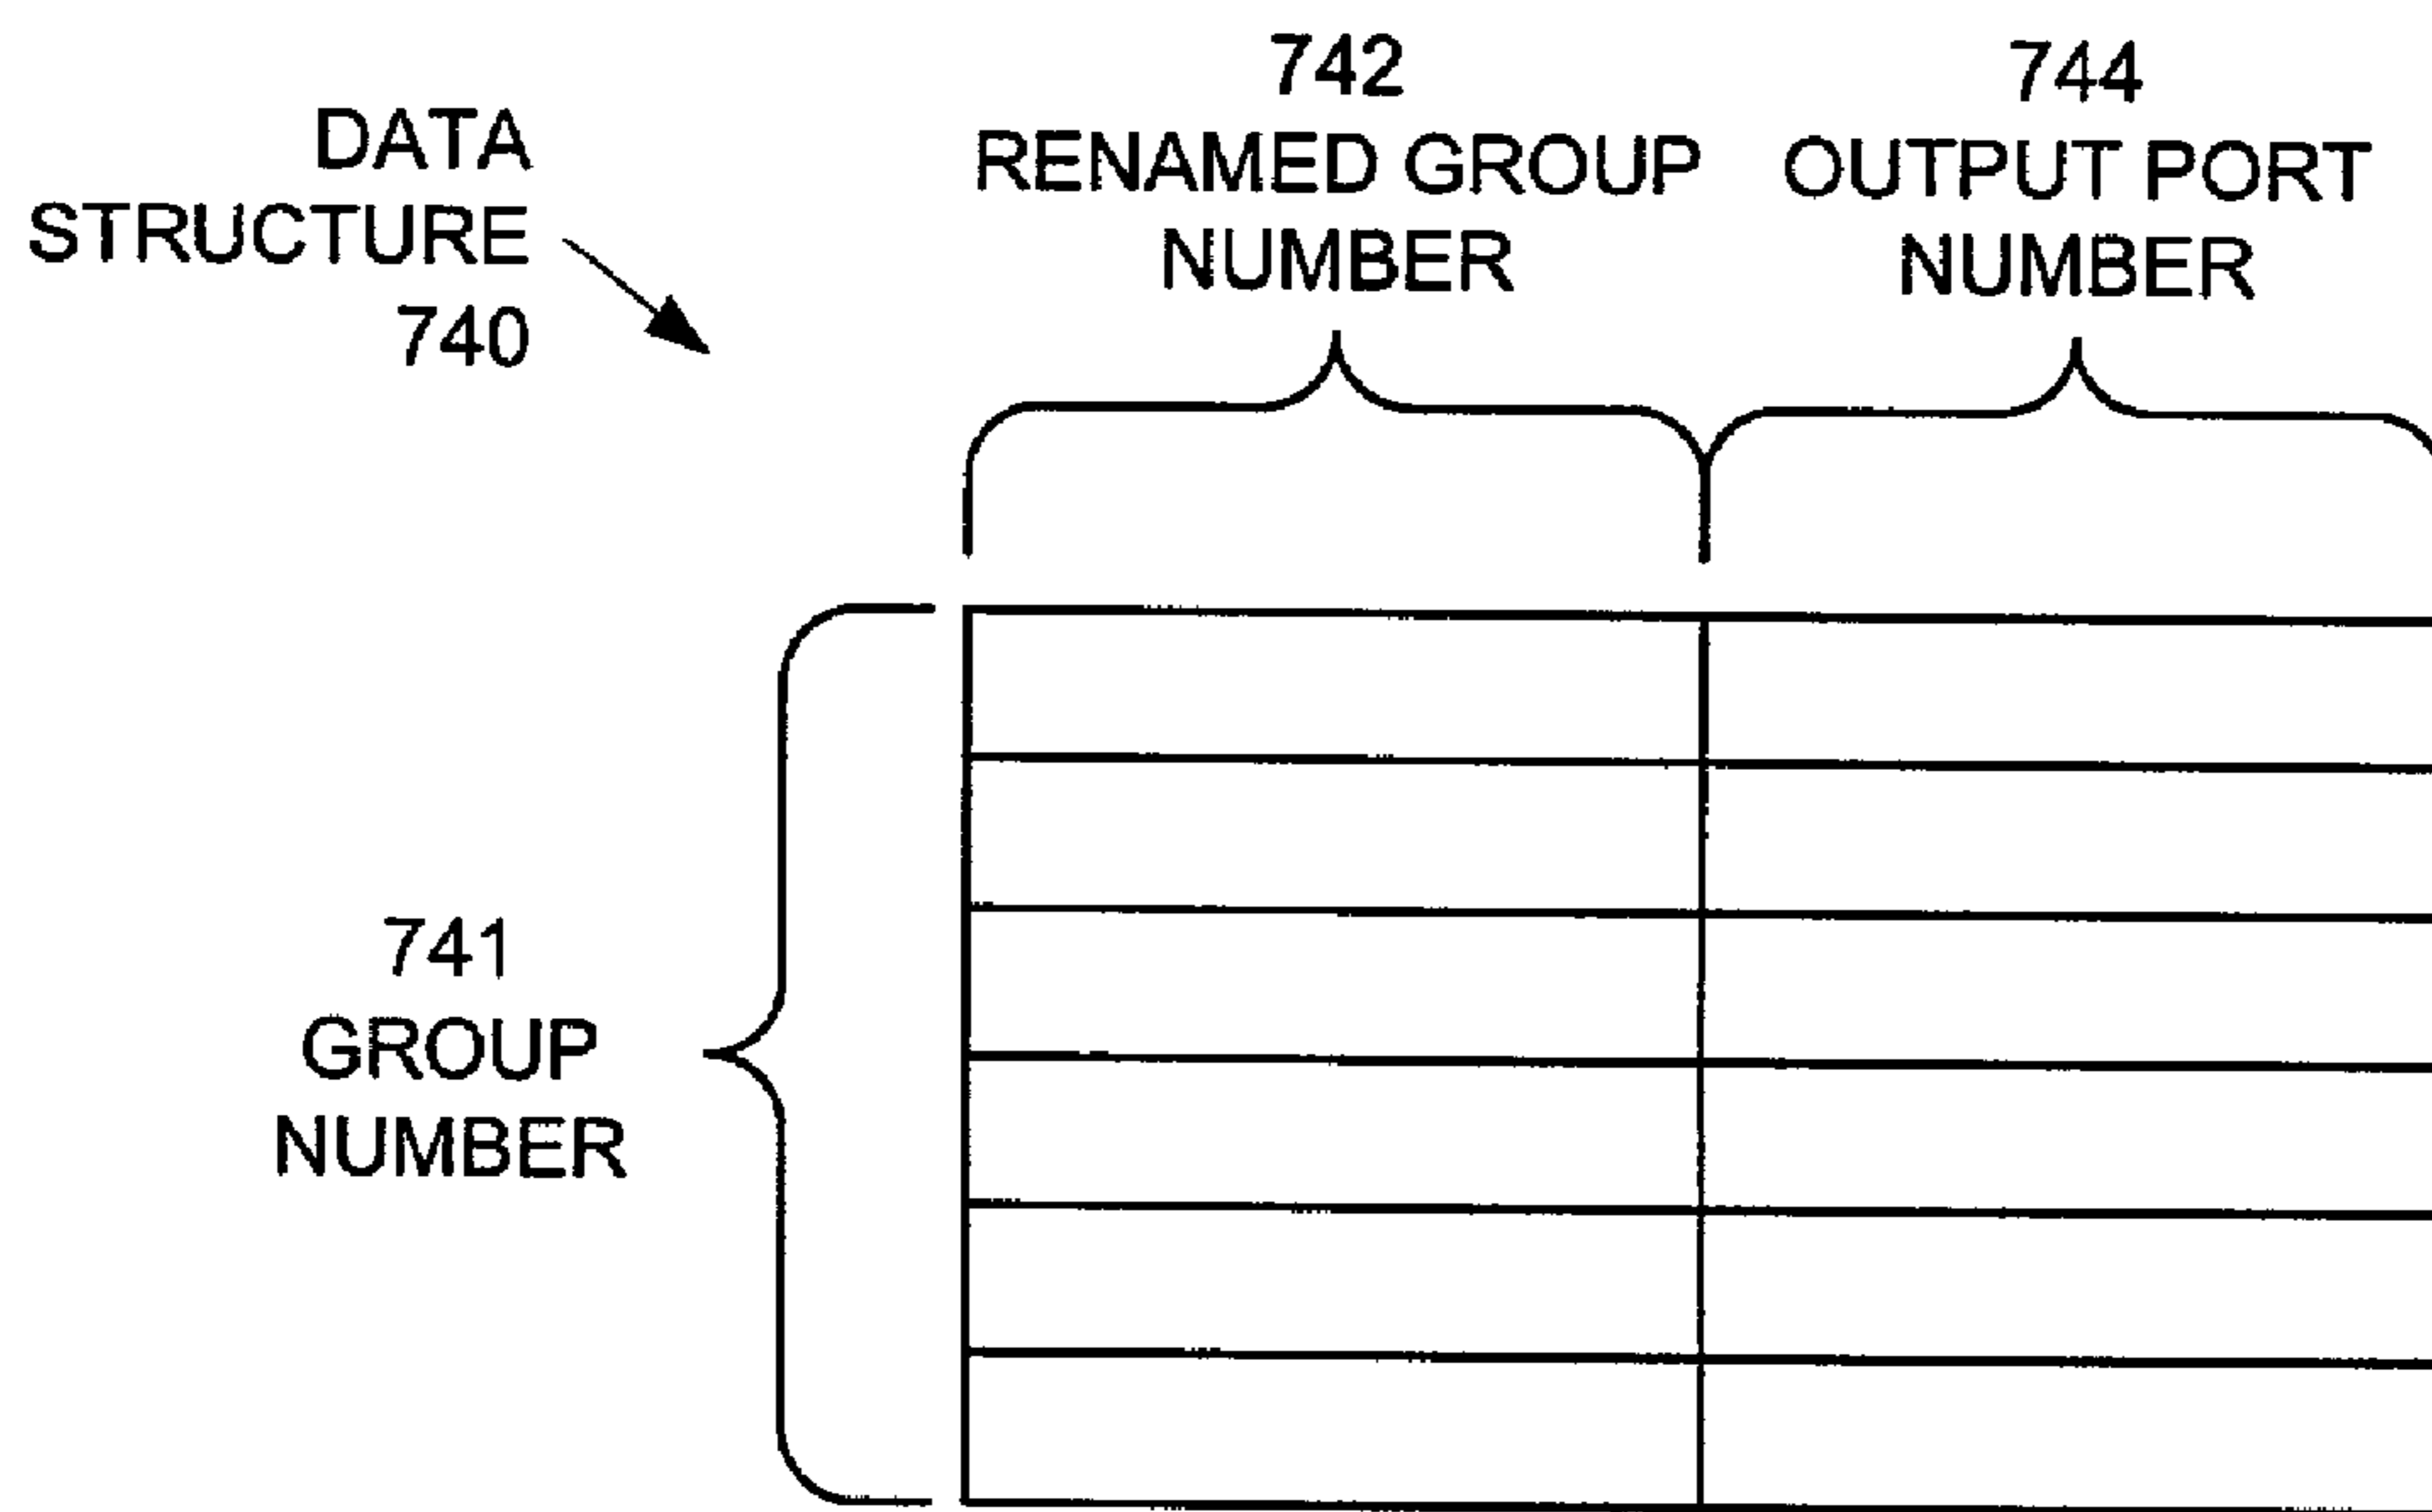 DATA
STRUCTURE
740
742
RENAMED GROUP
NUMBER
744
OUTPUT PORT
NUMBER
741
GROUP
NUMBER